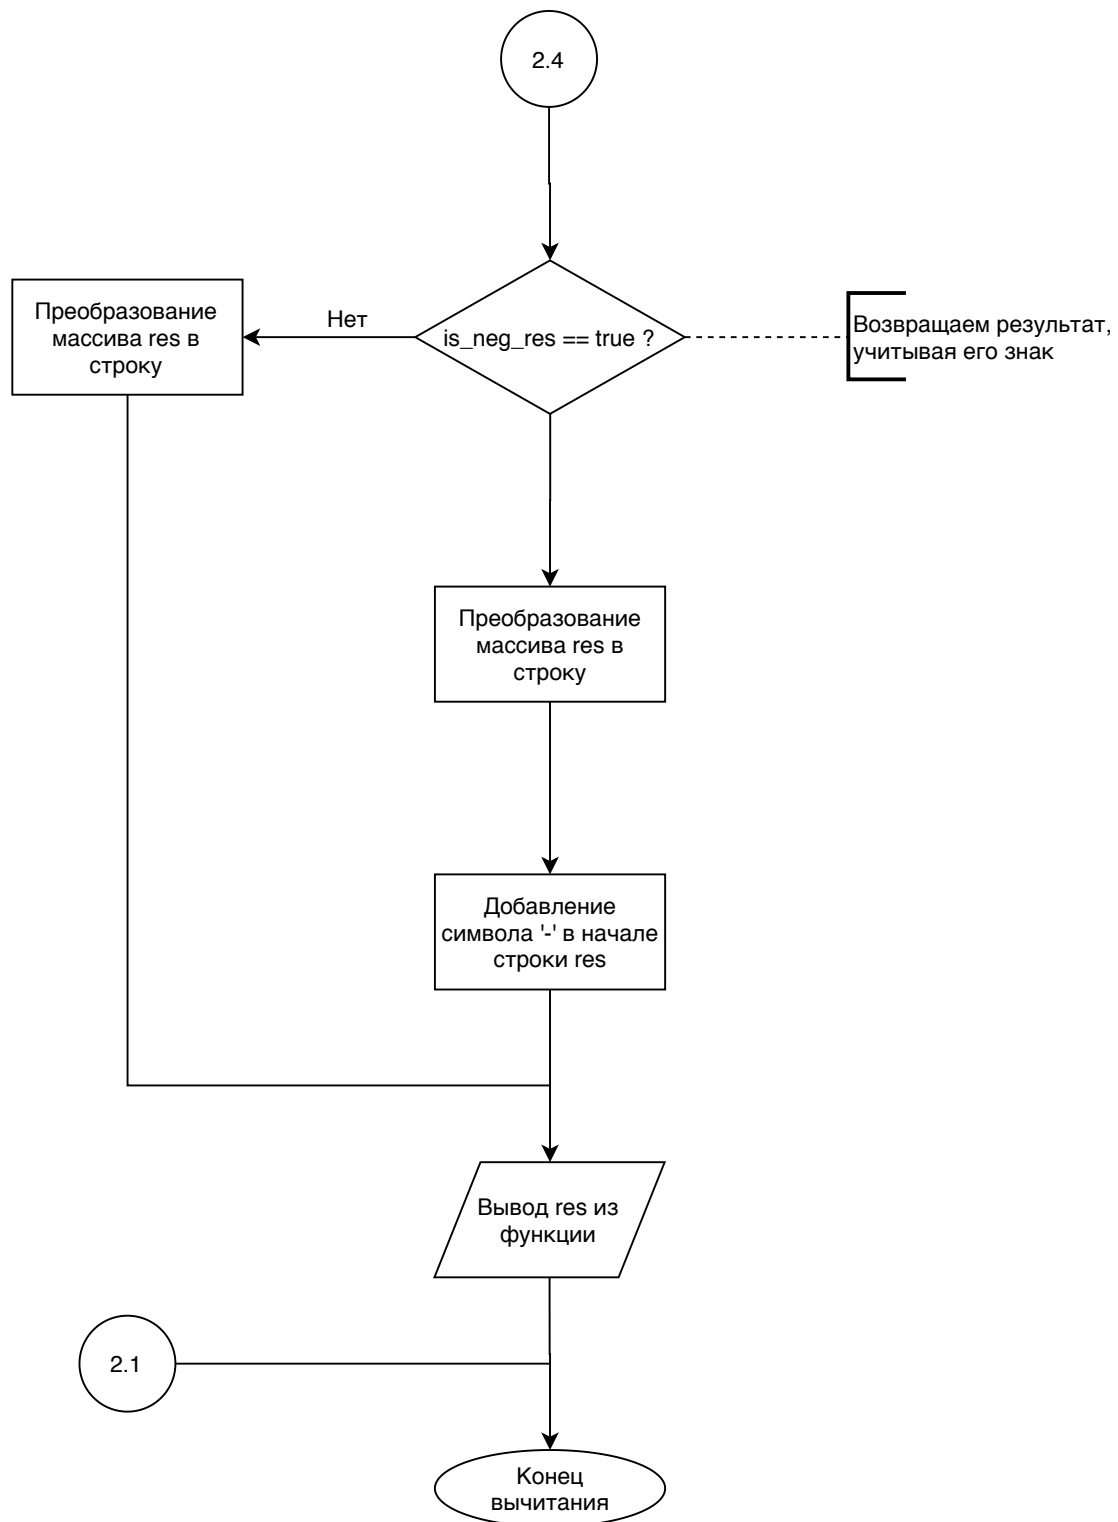 2.4
Преобразование
массива res в
строку
Нет
is_neg_res == true ?
Возвращаем результат,
учитывая его знак
Преобразование
массива res в
строку
Добавление
символа '-' в начале
строки res
Вывод res из
функции
2.1
Конец
вычитания